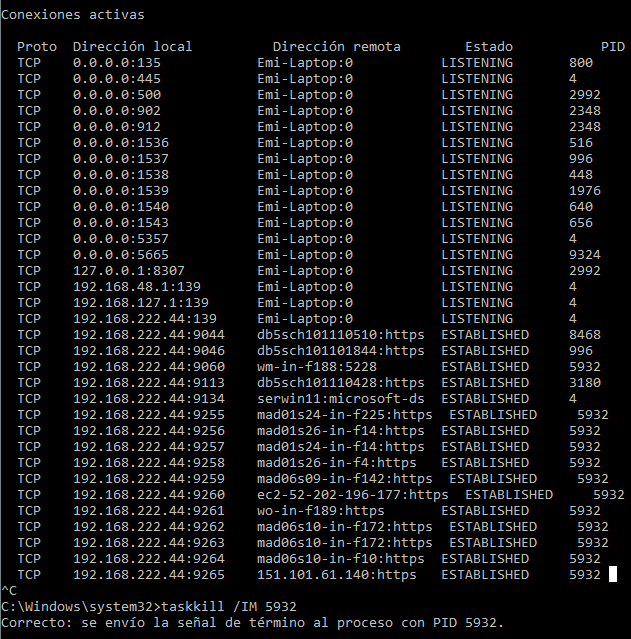 Conexiones activas
Proto Dirección local Dirección remota Estado PID
TCP 0.0.0.0:135 Emi-Laptop:0 LISTENING 800
TCP 0.0.0.0:445 Emi-Laptop:0 LISTENING 4
TCP 0.0.0.0:500 Emi-Laptop:0 LISTENING 2992
TCP 0.0.0.0:902 Emi-Laptop:0 LISTENING 2348
TCP 0.0.0.0:912 Emi-Laptop:0 LISTENING 2348
TCP 0.0.0.0:1536 Emi-Laptop:0 LISTENING 516
TCP 0.0.0.0:1537 Emi-Laptop:0 LISTENING 996
TCP 0.0.0.0:1538 Emi-Laptop:0 LISTENING 448
TCP 0.0.0.0:1539 Emi-Laptop:0 LISTENING 1976
TCP 0.0.0.0:1540 Emi-Laptop:0 LISTENING 640
TCP 0.0.0.0:1543 Emi-Laptop:0 LISTENING 656
TCP 0.0.0.0:5357 Emi-Laptop:0 LISTENING 4
TCP 0.0.0.0:5665 Emi-Laptop:0 LISTENING 9324
TCP 127.0.0.1:8307 Emi-Laptop:0 LISTENING 2992
TCP 192.168.48.1:139 Emi-Laptop:0 LISTENING 4
TCP 192.168.127.1:139 Emi-Laptop:0 LISTENING 4
TCP 192.168.222.44:139 Emi-Laptop:0 LISTENING 4
TCP 192.168.222.44:9044 db5sch101110510:https ESTABLISHED 8468
TCP 192.168.222.44:9046 db5sch101101844:https ESTABLISHED 996
TCP 192.168.222.44:9060 wm-in-f188:5228 ESTABLISHED 5932
TCP 192.168.222.44:9113 db5sch101110428:https ESTABLISHED 3180
TCP 192.168.222.44:9134 serwin11:microsoft-ds ESTABLISHED 4
TCP 192.168.222.44:9255 mad01s24-in-f225:https ESTABLISHED 5932
TCP 192.168.222.44:9256 mad01s26-in-f14:https ESTABLISHED 5932
TCP 192.168.222.44:9257 mad01s24-in-f14:https ESTABLISHED 5932
TCP 192.168.222.44:9258 mad01s26-in-f4:https ESTABLISHED 5932
TCP 192.168.222.44:9259 mad06s09-in-f142:https ESTABLISHED 5932
TCP 192.168.222.44:9260 ec2-52-202-196-177:https ESTABLISHED 5932
TCP 192.168.222.44:9261 wo-in-f189:https ESTABLISHED 5932
TCP 192.168.222.44:9262 mad06s10-in-f172:https ESTABLISHED 5932
TCP 192.168.222.44:9263 mad06s10-in-f172:https ESTABLISHED 5932
TCP 192.168.222.44:9264 mad06s10-in-f10:https ESTABLISHED 5932
TCP 192.168.222.44:9265 151.101.61.140:https ESTABLISHED 5932
^C
C:\Windows\system32>taskkill /IM 5932
Correcto: se envío la señal de término al proceso con PID 5932.